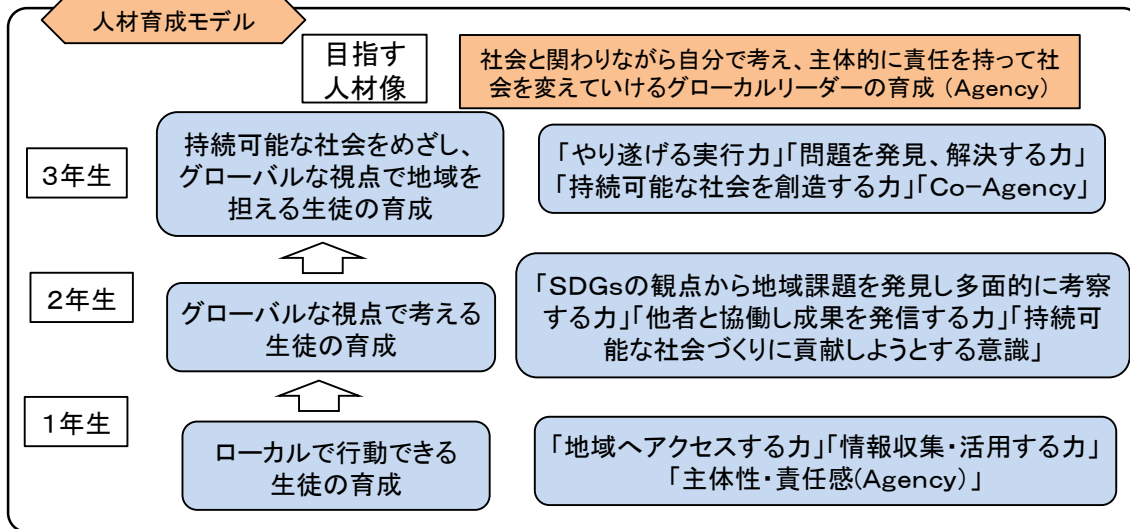 人材育成モデル
目指す
人材像
社会と関わりながら自分で考え、主体的に責任を持って社
会を変えていけるグローカルリーダーの育成（Agency）
3年生
持続可能な社会をめざし、
グローバルな視点で地域を
担える生徒の育成
「やり遂げる実行力」「問題を発見、解決する力」
「持続可能な社会を創造する力」「Co-Agency」
2年生
グローバルな視点で考える
生徒の育成
「SDGsの観点から地域課題を発見し多面的に考察
する力」「他者と協働し成果を発信する力」「持続可
能な社会づくりに貢献しようとする意識」
1年生
ローカルで行動できる
生徒の育成
「地域へアクセスする力」「情報収集・活用する力」
「主体性・責任感(Agency)」